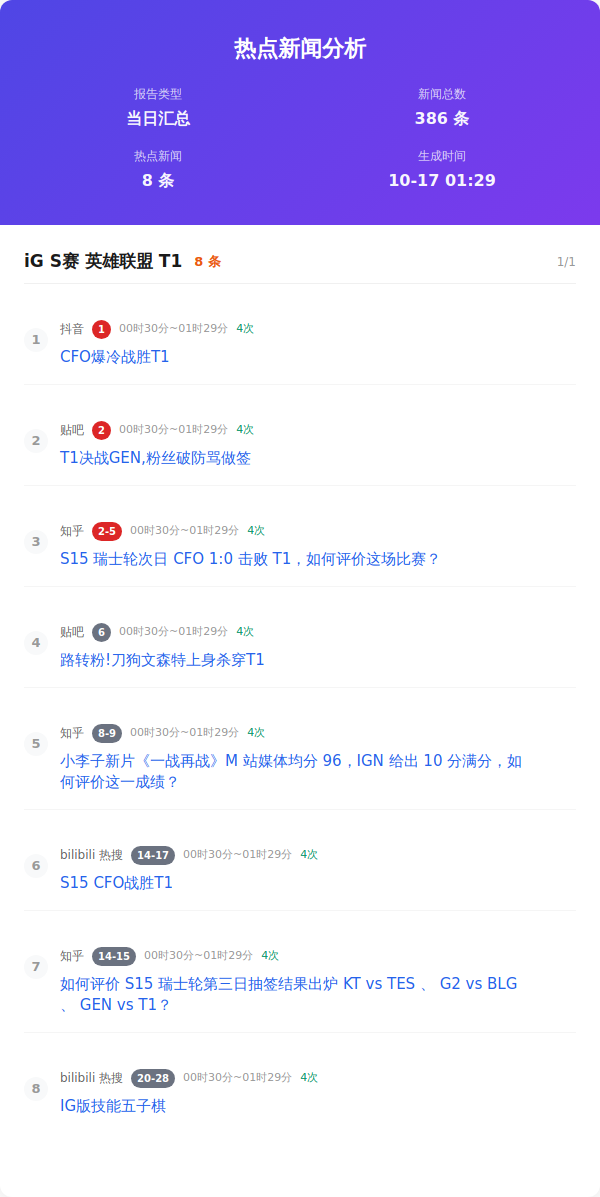 热点新闻分析
报告类型
新闻总数
当日汇总
386 条
热点新闻
生成时间
8 条
10-17 01:29
iG S赛 英雄联盟 T1 8 条 1/1
1
抖音 1 00时30分~01时29分 4次
CFO爆冷战胜T1
2
贴吧 2 00时30分~01时29分 4次
T1决战GEN,粉丝破防骂做签
3
知乎 2-5 00时30分~01时29分 4次
S15 瑞士轮次日 CFO 1:0 击败 T1，如何评价这场比赛？
4
贴吧 6 00时30分~01时29分 4次
路转粉!刀狗文森特上身杀穿T1
5
知乎 8-9 00时30分~01时29分 4次
小李子新片《一战再战》M 站媒体均分 96，IGN 给出 10 分满分，如
何评价这一成绩？
6
bilibili 热搜 14-17 00时30分~01时29分 4次
S15 CFO战胜T1
7
知乎 14-15 00时30分~01时29分 4次
如何评价 S15 瑞士轮第三日抽签结果出炉 KT vs TES 、 G2 vs BLG
、 GEN vs T1？
8
bilibili 热搜 20-28 00时30分~01时29分 4次
IG版技能五子棋